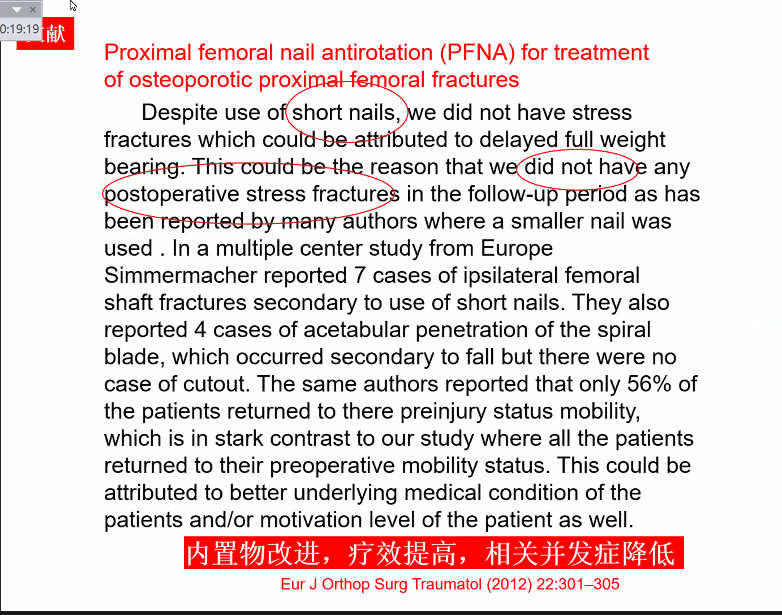 0:19:19
献
Proximal femoral nail antirotation (PFNA) for treatment
of osteoporotic proximal femoral fractures
Despite use of short nails, we did not have stress
fractures which could be attributed to delayed full weight
bearing. This could be the reason that we did not have any
postoperative stress fractures in the follow-up period as has
been reported by many authors where a smaller nail was
used . In a multiple center study from Europe
Simmermacher reported 7 cases of ipsilateral femoral
shaft fractures secondary to use of short nails. They also
reported 4 cases of acetabular penetration of the spiral
blade, which occurred secondary to fall but there were no
case of cutout. The same authors reported that only 56% of
the patients returned to there preinjury status mobility,
which is in stark contrast to our study where all the patients
returned to their preoperative mobility status. This could be
attributed to better underlying medical condition of the
patients and/or motivation level of the patient as well.
内置物改进，疗效提高，相关并发症降低
Eur J Orthop Surg Traumatol (2012) 22:301–305